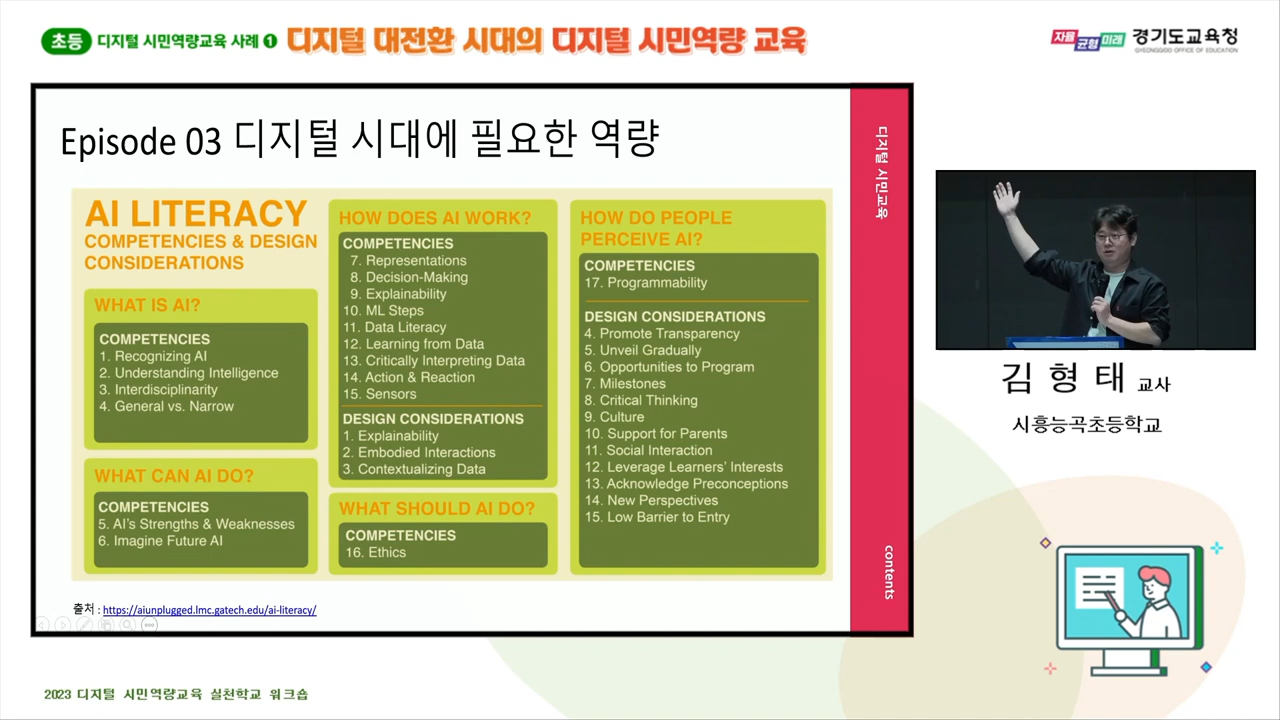 초등 디지털 시민역량교육 사례 ❶ 디지털 대전환 시대의 디지털 시민역량 교육
자율 균형 미래 경기도교육청
GYEONGGIDO OFFICE OF EDUCATION
Episode 03 디지털 시대에 필요한 역량
AI LITERACY
COMPETENCIES & DESIGN
CONSIDERATIONS
WHAT IS AI?
COMPETENCIES
1. Recognizing AI
2. Understanding Intelligence
3. Interdisciplinarity
4. General vs. Narrow
WHAT CAN AI DO?
COMPETENCIES
5. AI's Strengths & Weaknesses
6. Imagine Future AI
HOW DOES AI WORK?
COMPETENCIES
7. Representations
8. Decision-Making
9. Explainability
10. ML Steps
11. Data Literacy
12. Learning from Data
13. Critically Interpreting Data
14. Action & Reaction
15. Sensors
DESIGN CONSIDERATIONS
1. Explainability
2. Embodied Interactions
3. Contextualizing Data
WHAT SHOULD AI DO?
COMPETENCIES
16. Ethics
HOW DO PEOPLE
PERCEIVE AI?
COMPETENCIES
17. Programmability
DESIGN CONSIDERATIONS
4. Promote Transparency
5. Unveil Gradually
6. Opportunities to Program
7. Milestones
8. Critical Thinking
9. Culture
10. Support for Parents
11. Social Interaction
12. Leverage Learners' Interests
13. Acknowledge Preconceptions
14. New Perspectives
15. Low Barrier to Entry
출처 : https://aiunplugged.lmc.gatech.edu/ai-literacy/
디지털 시민교육
contents
김 형 태 교사
시흥능곡초등학교
2023 디지털 시민역량교육 실천학교 워크숍